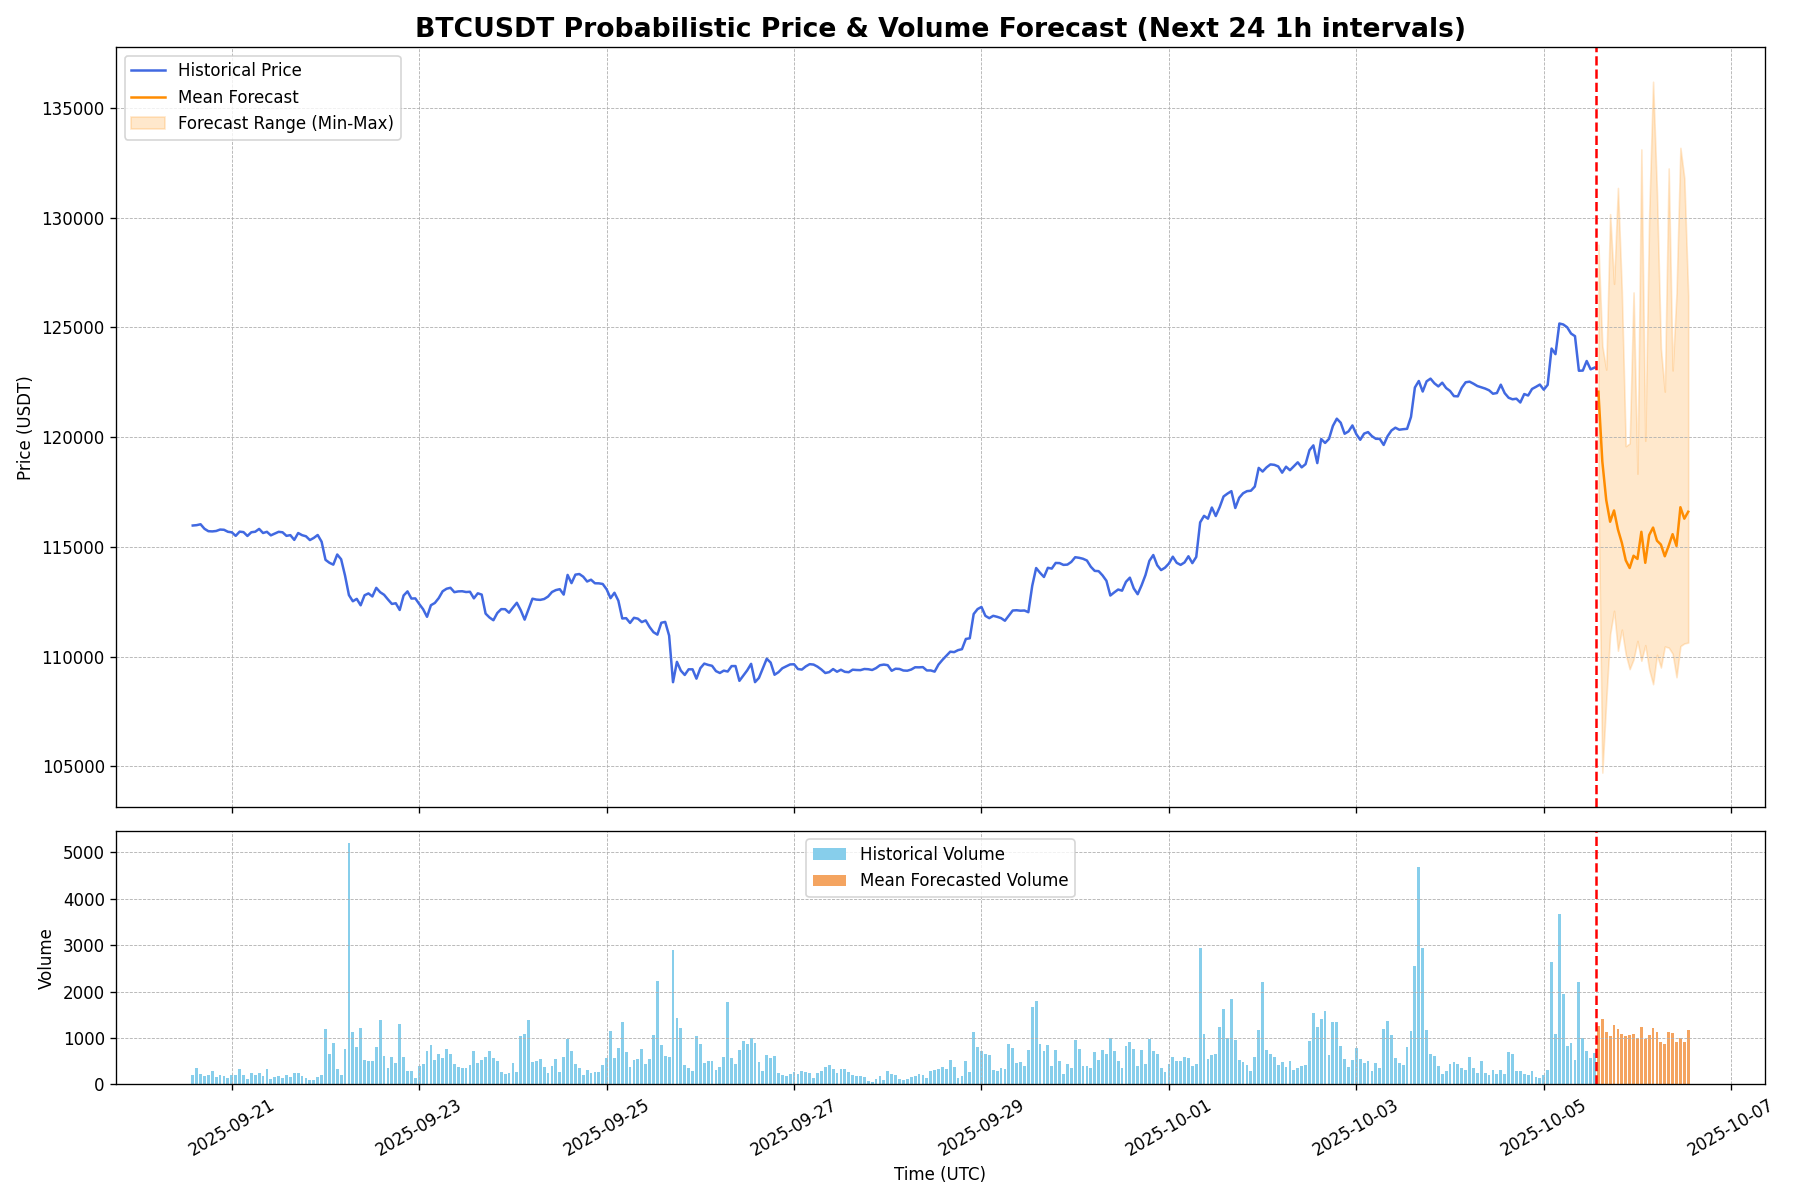 BTCUSDT Probabilistic Price & Volume Forecast (Next 24 1h intervals)
Historical Price
Mean Forecast
Forecast Range (Min-Max)
135000
130000
125000
120000
115000
110000
105000
Price (USDT)
Historical Volume
Mean Forecasted Volume
5000
4000
3000
2000
1000
0
Volume
2025-09-21
2025-09-23
2025-09-25
2025-09-27
2025-09-29
2025-10-01
2025-10-03
2025-10-05
2025-10-07
Time (UTC)